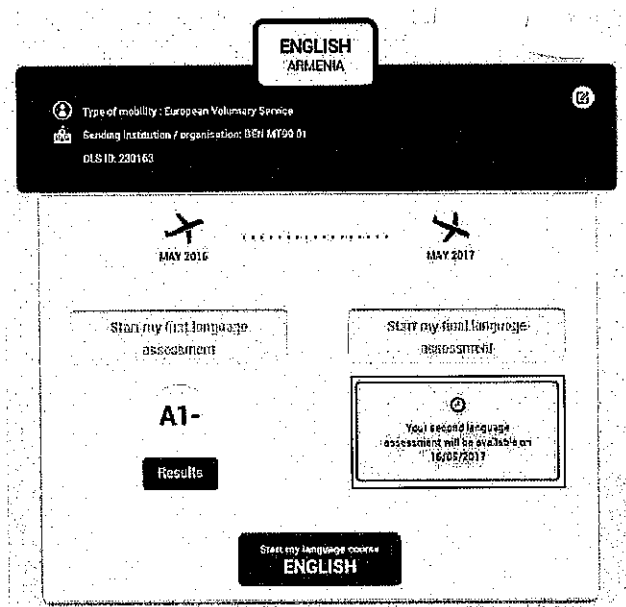 ENGLISH
ARMENIA
Type of mobility : European Voluntary Service
Sending Institution / organisation: BEN MT90 01
OLS ID: 230163
MAY 2016
MAY 2017
Start my first language
assessment
Start my final language
assessment
A1-
Your second language
assessment will be available on
16/05/2017
Results
Start my language course
ENGLISH